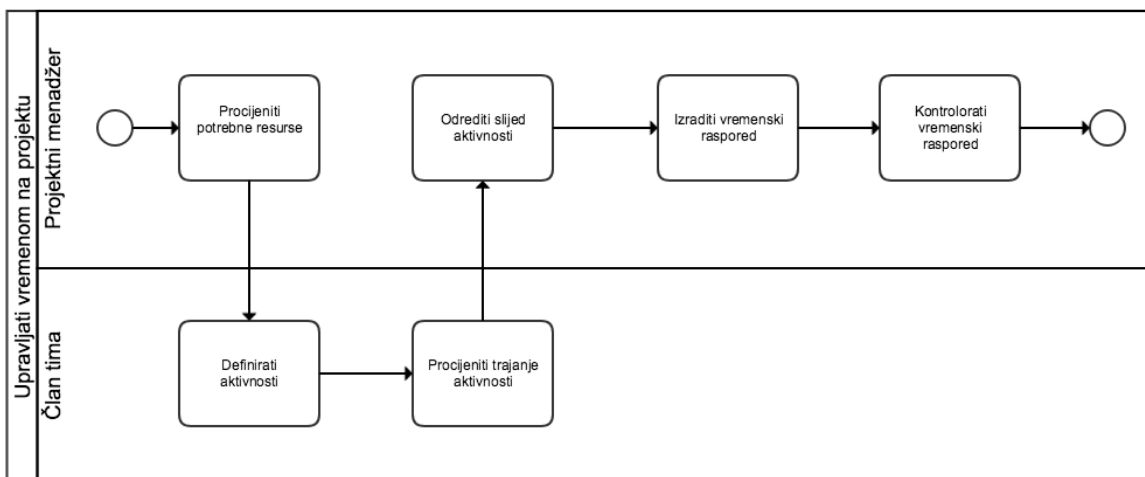 Upravljati vremenom na projektu
Projektni menadžer
Procijeniti
potrebne resurse
Odrediti slijed
aktivnosti
Izraditi vremenski
raspored
Kontrolorati
vremenski
raspored
Član tima
Definirati
aktivnosti
Procijeniti trajanje
aktivnosti